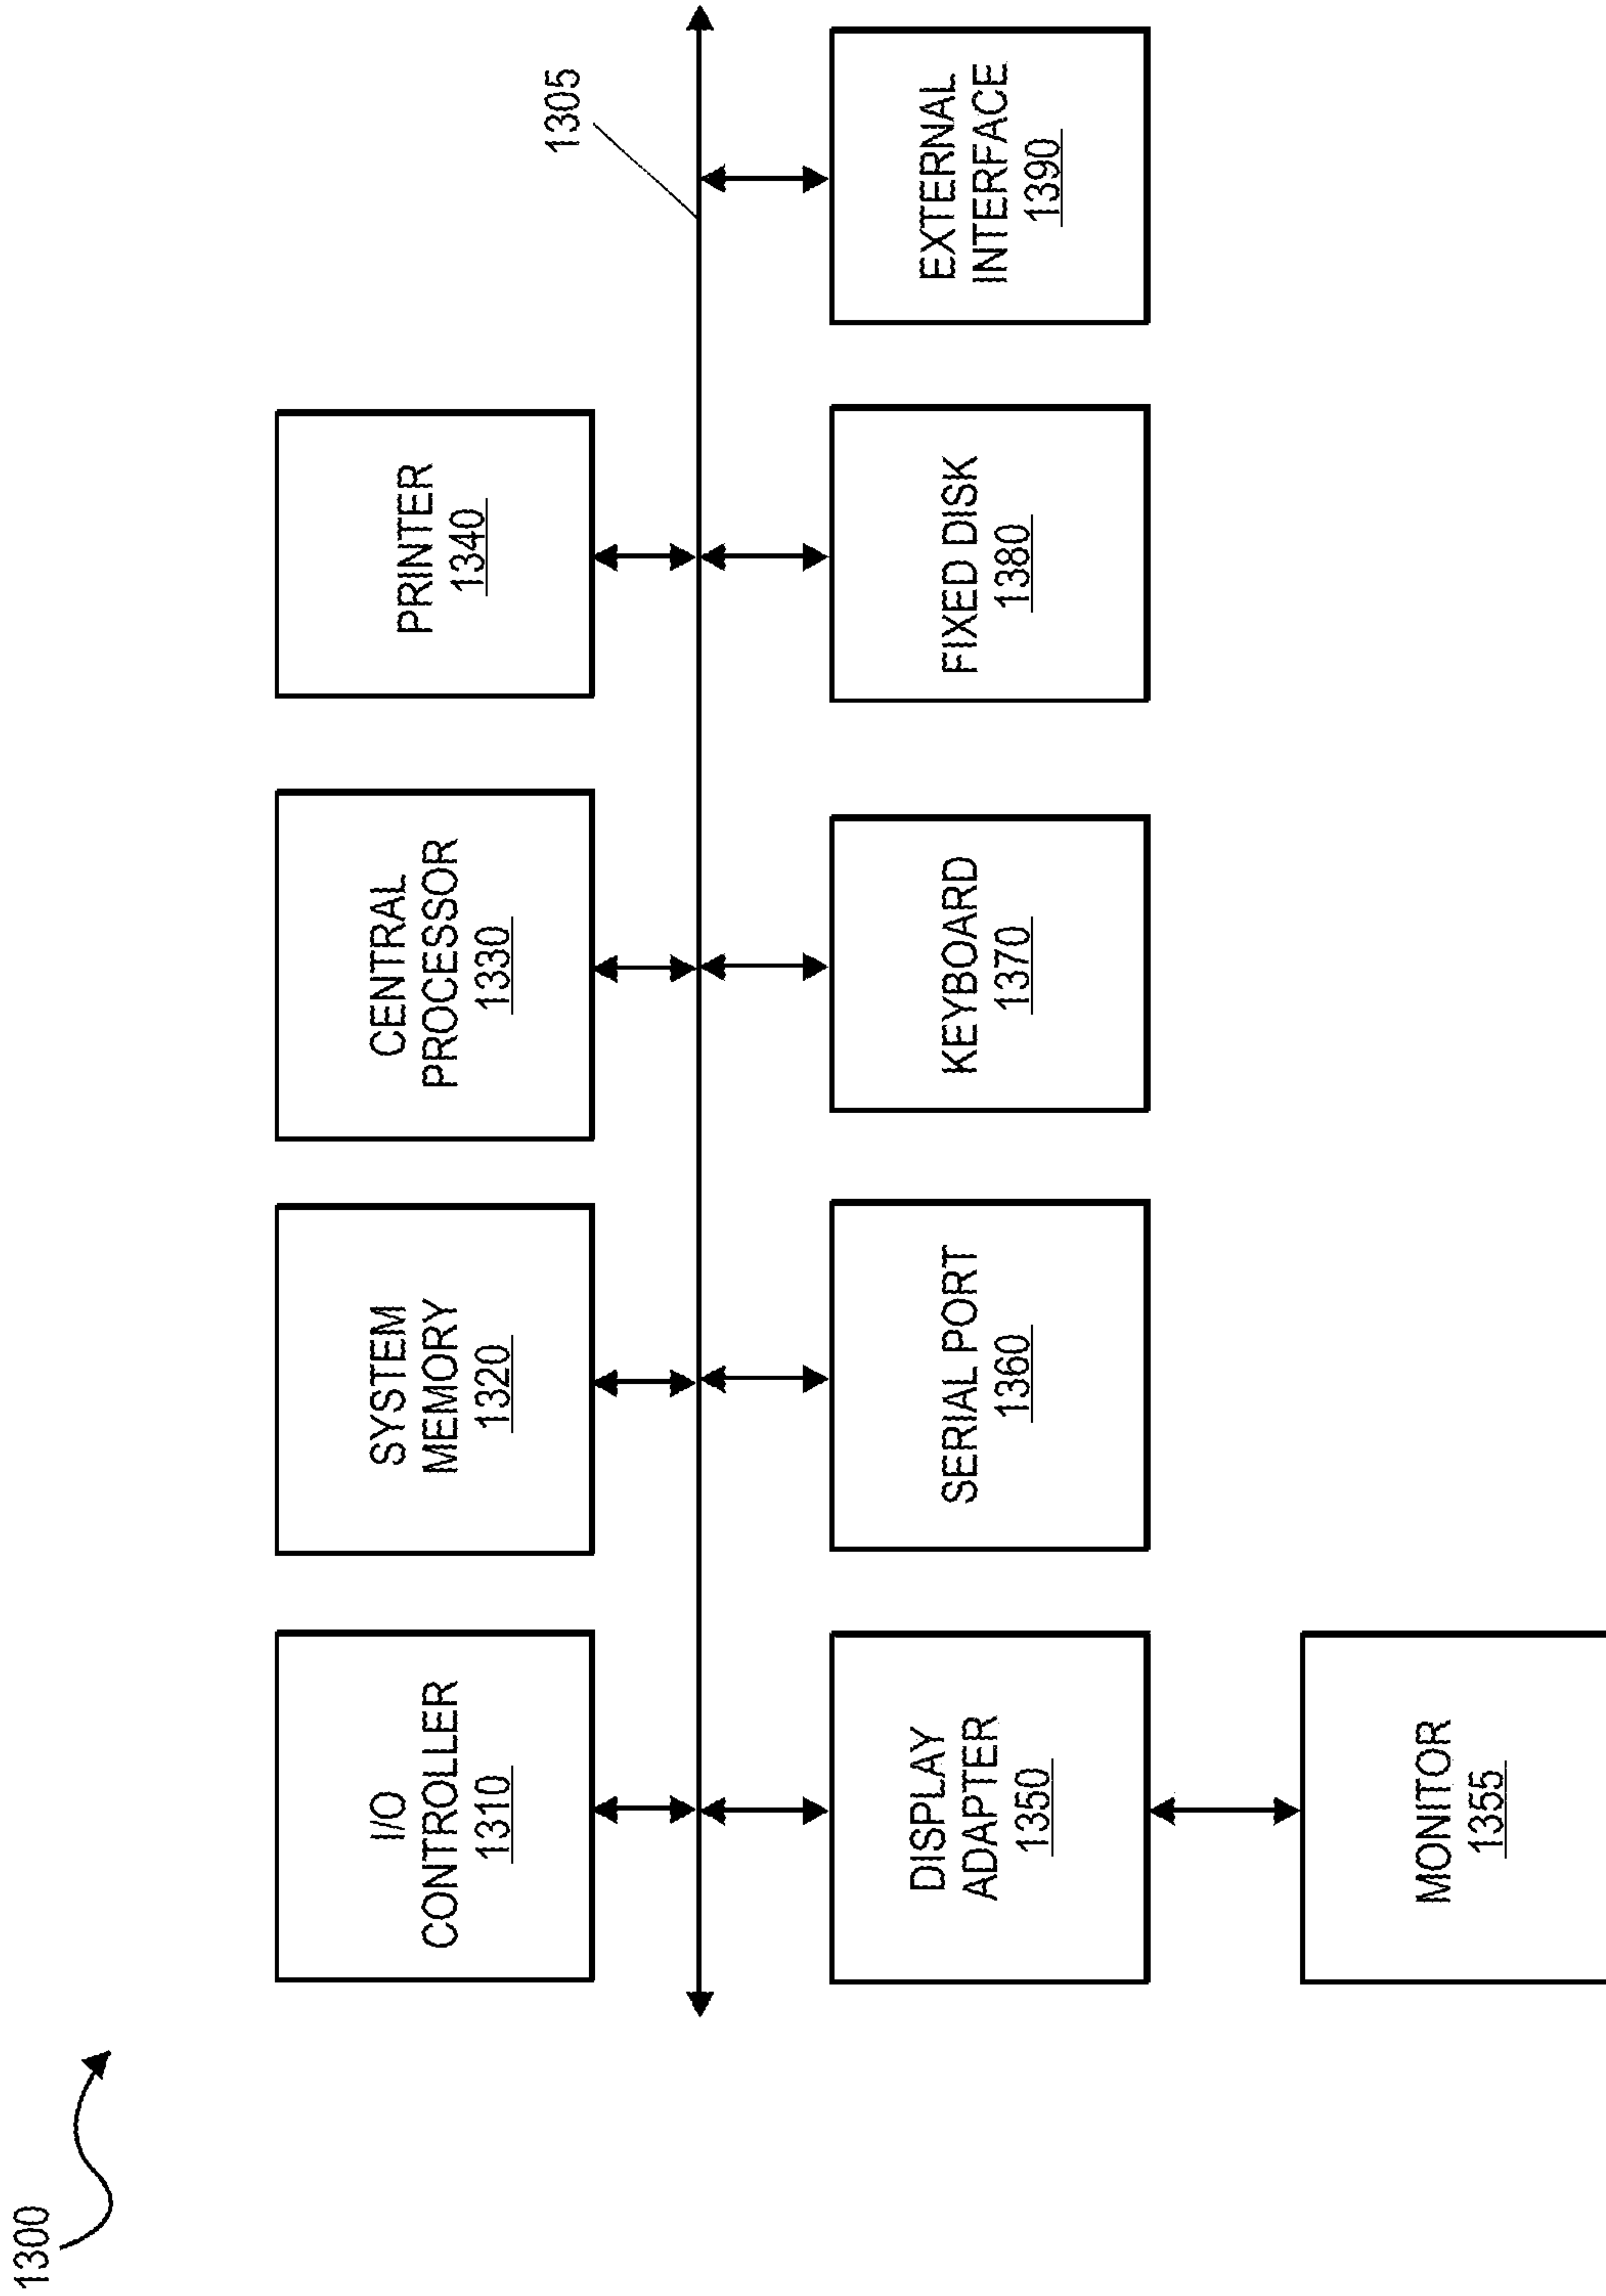 1300
I/O
CONTROLLER
1310
SYSTEM
MEMORY
1320
CENTRAL
PROCESSOR
1330
PRINTER
1340
1305
DISPLAY
ADAPTER
1350
SERIAL PORT
1360
KEYBOARD
1370
FIXED DISK
1380
EXTERNAL
INTERFACE
1390
MONITOR
1355